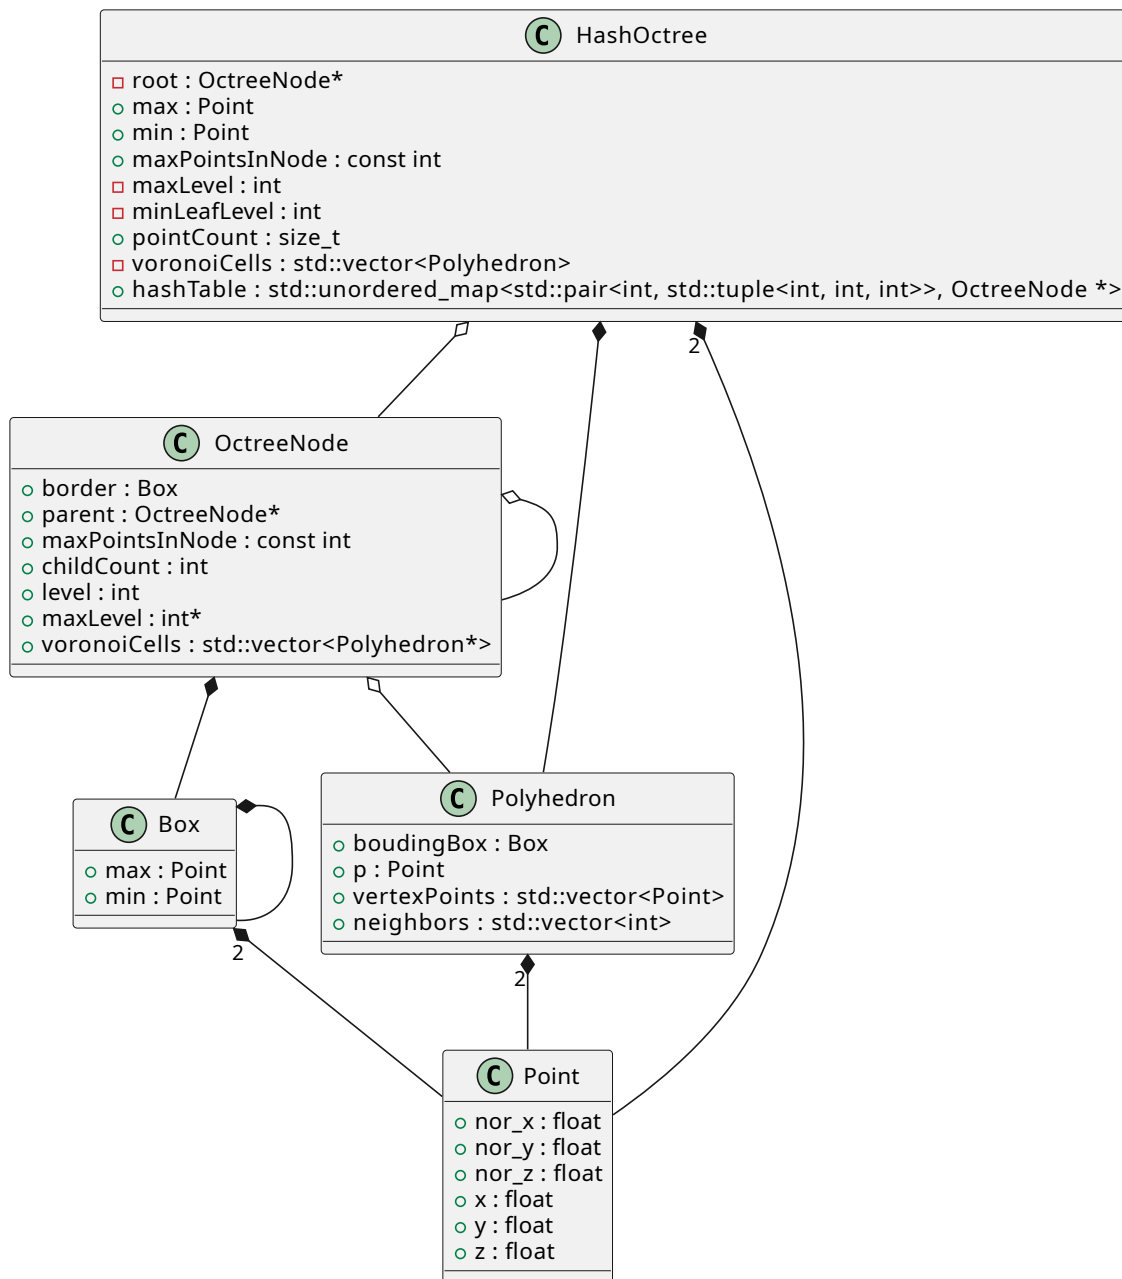 C HashOctree
root : OctreeNode*
max : Point
min : Point
maxPointsInNode : const int
maxLevel : int
minLeafLevel : int
pointCount : size_t
voronoiCells : std::vector<Polyhedron>
hashTable : std::unordered_map<std::pair<int, std::tuple<int, int, int>>, OctreeNode *>
2
C OctreeNode
border : Box
parent : OctreeNode*
maxPointsInNode : const int
childCount : int
level : int
maxLevel : int*
voronoiCells : std::vector<Polyhedron*>
C Box
max : Point
min : Point
2
C Polyhedron
boudingBox : Box
p : Point
vertexPoints : std::vector<Point>
neighbors : std::vector<int>
2
C Point
nor_x : float
nor_y : float
nor_z : float
x : float
y : float
z : float